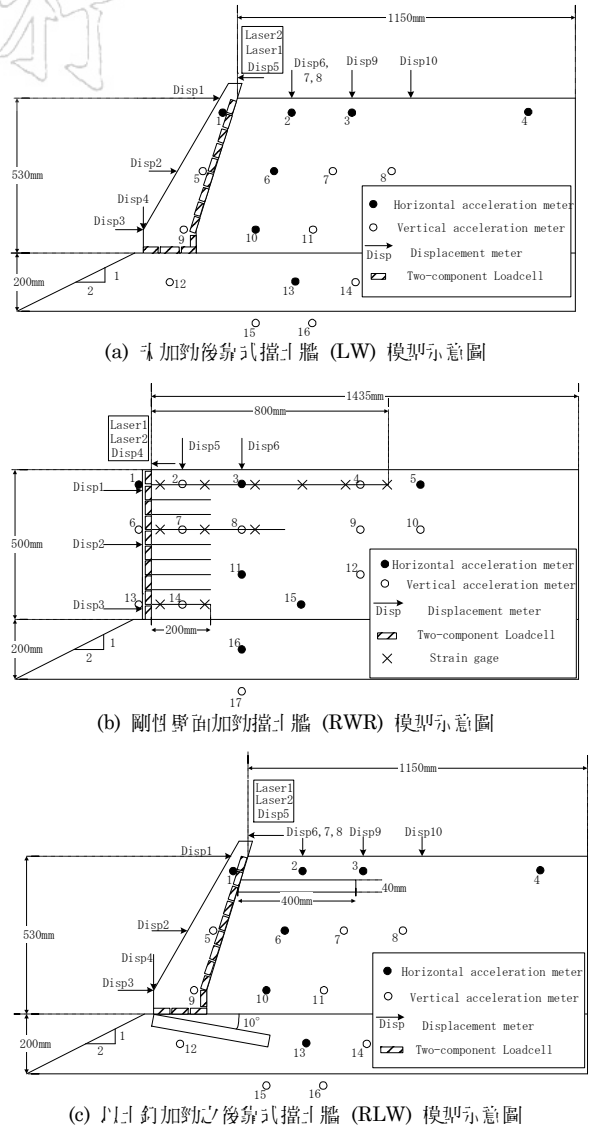 1150mm
Laser2
Laser1
Disp5
Disp6,
7,8
Disp9
Disp10
Disp1
1
2
3
4
530mm
Disp2
5
6
7
8
Disp4
Disp3
9
10
11
● Horizontal acceleration meter
○ Vertical acceleration meter
Disp Displacement meter
Two-component Loadcell
200mm
1
2
12
13
14
15
16
(a) 未加勁後靠式擋土牆 (LW) 模型示意圖
1435mm
800mm
Laser1
Laser2
Disp4
Disp5
Disp6
1
2
3
4
5
Disp1
6
7
8
9
10
500mm
Disp2
11
12
Disp3
13
14
15
200mm
● Horizontal acceleration meter
○ Vertical acceleration meter
Disp Displacement meter
Two-component Loadcell
× Strain gage
200mm
1
2
16
17
(b) 剛性壁面加勁擋土牆 (RWR) 模型示意圖
1150mm
Laser1
Laser2
Disp5
Disp6,7,8
Disp9
Disp10
Disp1
1
2
3
4
40mm
400mm
530mm
Disp2
5
6
7
8
Disp4
Disp3
9
10
11
● Horizontal acceleration meter
○ Vertical acceleration meter
Disp Displacement meter
Two-component Loadcell
200mm
1
2
10°
12
13
14
15
16
(c) 以土釘加勁之後靠式擋土牆 (RLW) 模型示意圖